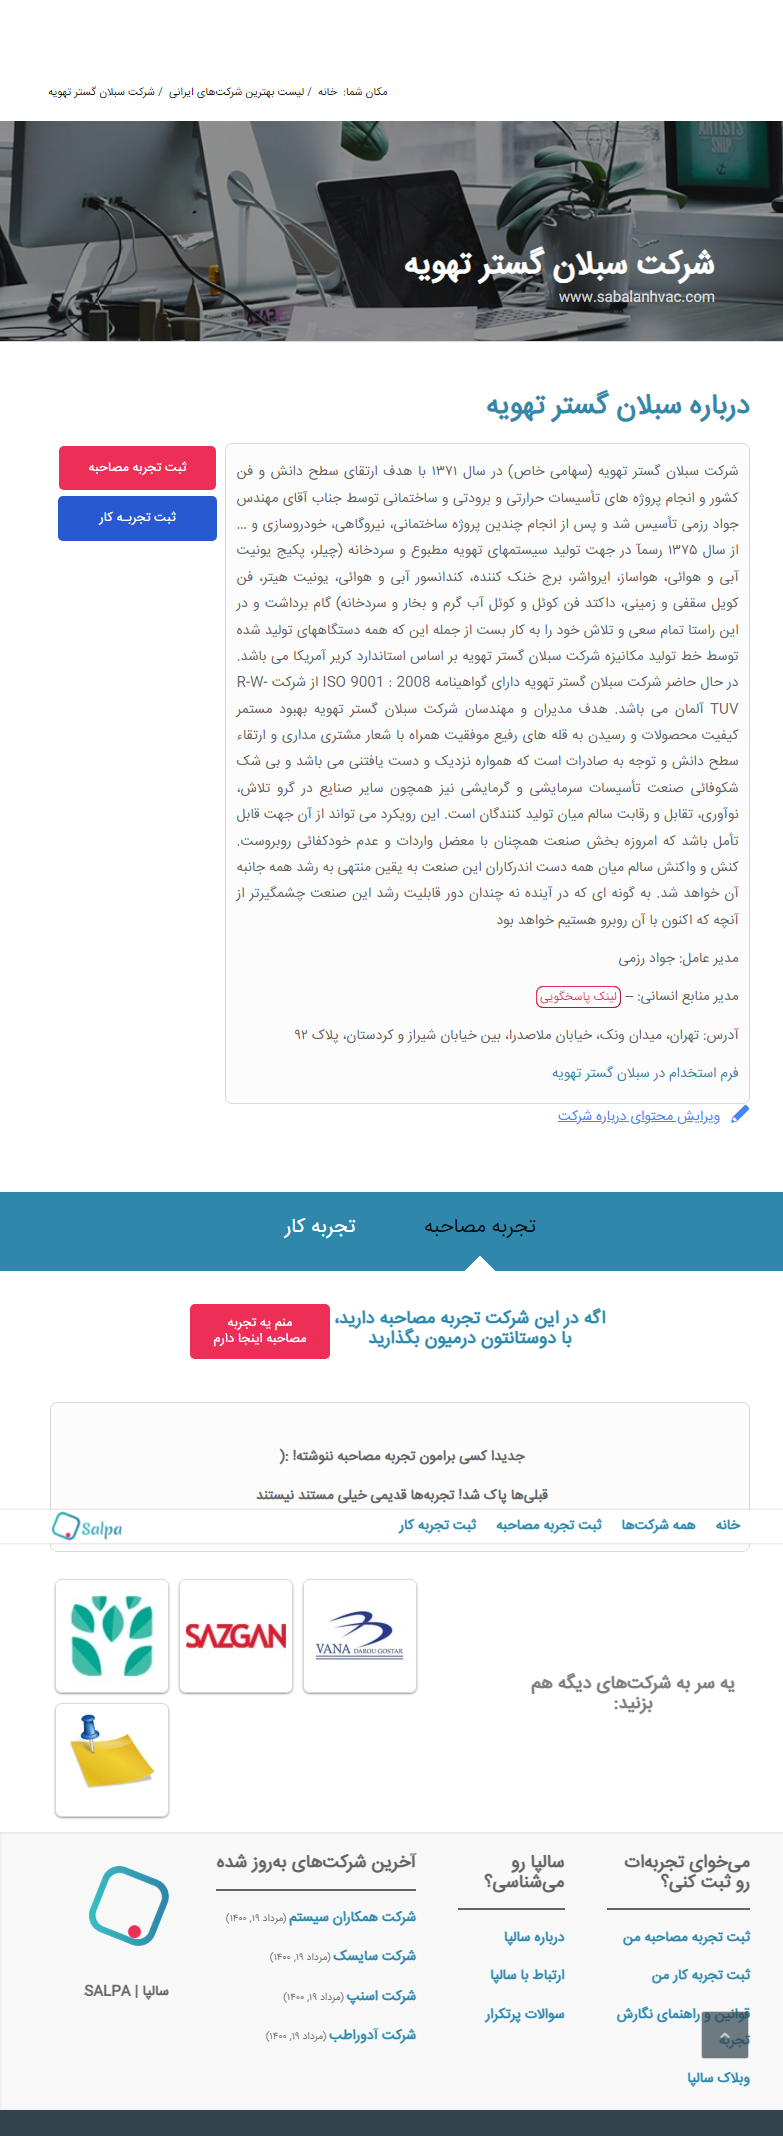 مکان شما: خانه / لیست بهترین شرکت‌های ایرانی / شرکت سبلان گستر تهویه
ARTISTS
SHIP
شرکت سبلان گستر تهویه
www.sabalanhvac.com
درباره سبلان گستر تهویه
ثبت تجربه مصاحبه
ثبت تجربـه کار
شرکت سبلان گستر تهویه (سهامی خاص) در سال ۱۳۷۱ با هدف ارتقای سطح دانش و فن
کشور و انجام پروژه های تأسیسات حرارتی و برودتی و ساختمانی توسط جناب آقای مهندس
جواد رزمی تأسیس شد و پس از انجام چندین پروژه ساختمانی، نیروگاهی، خودروسازی و …
از سال ۱۳۷۵ رسماً در جهت تولید سیستمهای تهویه مطبوع و سردخانه (چیلر، پکیج یونیت
آبی و هوائی، هواساز، ایرواشر، برج خنک کننده، کندانسور آبی و هوائی، یونیت هیتر، فن
کویل سقفی و زمینی، داکتد فن کوئل و کوئل آب گرم و بخار و سردخانه) گام برداشت و در
این راستا تمام سعی و تلاش خود را به کار بست از جمله این که همه دستگاههای تولید شده
توسط خط تولید مکانیزه شرکت سبلان گستر تهویه بر اساس استاندارد کریر آمریکا می باشد.
در حال حاضر شرکت سبلان گستر تهویه دارای گواهینامه ISO 9001 : 2008 از شرکت R-W-
TUV آلمان می باشد. هدف مدیران و مهندسان شرکت سبلان گستر تهویه بهبود مستمر
کیفیت محصولات و رسیدن به قله های رفیع موفقیت همراه با شعار مشتری مداری و ارتقاء
سطح دانش و توجه به صادرات است که همواره نزدیک و دست یافتنی می باشد و بی شک
شکوفائی صنعت تأسیسات سرمایشی و گرمایشی نیز همچون سایر صنایع در گرو تلاش،
نوآوری، تقابل و رقابت سالم میان تولید کنندگان است. این رویکرد می تواند از آن جهت قابل
تأمل باشد که امروزه بخش صنعت همچنان با معضل واردات و عدم خودکفائی روبروست.
کنش و واکنش سالم میان همه دست اندرکاران این صنعت به یقین منتهی به رشد همه جانبه
آن خواهد شد. به گونه ای که در آینده نه چندان دور قابلیت رشد این صنعت چشمگیرتر از
آنچه که اکنون با آن روبرو هستیم خواهد بود
مدیر عامل: جواد رزمی
مدیر منابع انسانی: – لینک پاسخگویی
آدرس: تهران، میدان ونک، خیابان ملاصدرا، بین خیابان شیراز و کردستان، پلاک ۹۲
فرم استخدام در سبلان گستر تهویه
ویرایش محتوای درباره شرکت
تجربه مصاحبه
تجربه کار
اگه در این شرکت تجربه مصاحبه دارید،
با دوستانتون درمیون بگذارید
منم یه تجربه
مصاحبه اینجا دارم
جدیدا کسی برامون تجربه مصاحبه ننوشته! :(
قبلی‌ها پاک شد! تجربه‌ها قدیمی خیلی مستند نیستند
خانه
همه شرکت‌ها
ثبت تجربه مصاحبه
ثبت تجربه کار
Salpa
یه سر به شرکت‌های دیگه هم
بزنید:
VANA
DAROU GOSTAR
SAZGAN
می‌خوای تجربه‌ات
رو ثبت کنی؟
ثبت تجربه مصاحبه من
ثبت تجربه کار من
قوانین و راهنمای نگارش
تجربه
وبلاگ سالپا
سالپا رو
می‌شناسی؟
درباره سالپا
ارتباط با سالپا
سوالات پرتکرار
آخرین شرکت‌های به‌روز شده
شرکت همکاران سیستم (مرداد ۱۹, ۱۴۰۰)
شرکت سایسک (مرداد ۱۹, ۱۴۰۰)
شرکت اسنپ (مرداد ۱۹, ۱۴۰۰)
شرکت آدوراطب (مرداد ۱۹, ۱۴۰۰)
سالپا | SALPA